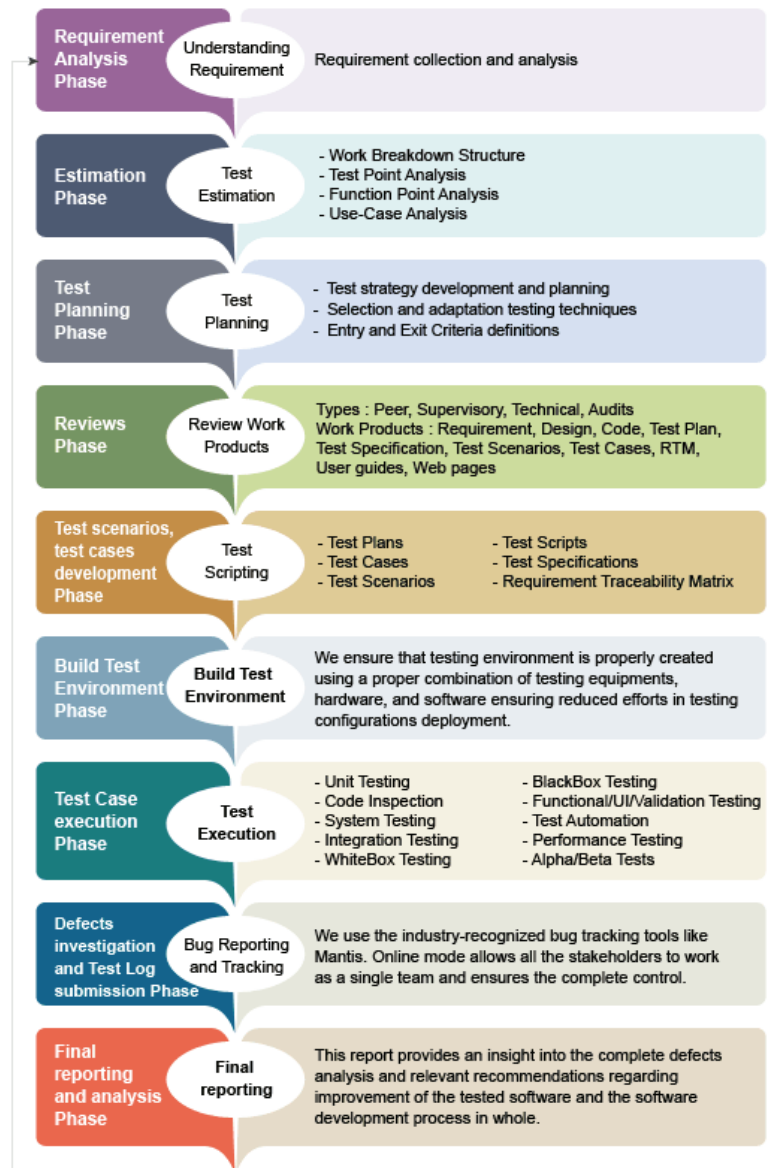 Requirement
Analysis
Phase
Understanding
Requirement
Requirement collection and analysis
Estimation
Phase
Test
Estimation
- Work Breakdown Structure
- Test Point Analysis
- Function Point Analysis
- Use-Case Analysis
Test
Planning
Phase
Test
Planning
- Test strategy development and planning
- Selection and adaptation testing techniques
- Entry and Exit Criteria definitions
Reviews
Phase
Review Work
Products
Types : Peer, Supervisory, Technical, Audits
Work Products : Requirement, Design, Code, Test Plan,
Test Specification, Test Scenarios, Test Cases, RTM,
User guides, Web pages
Test scenarios,
test cases
development
Phase
Test
Scripting
- Test Plans
- Test Cases
- Test Scenarios
- Test Scripts
- Test Specifications
- Requirement Traceability Matrix
Build Test
Environment
Phase
Build Test
Environment
We ensure that testing environment is properly created
using a proper combination of testing equipments,
hardware, and software ensuring reduced efforts in testing
configurations deployment.
Test Case
execution
Phase
Test
Execution
- Unit Testing
- Code Inspection
- System Testing
- Integration Testing
- WhiteBox Testing
- BlackBox Testing
- Functional/UI/Validation Testing
- Test Automation
- Performance Testing
- Alpha/Beta Tests
Defects
investigation
and Test Log
submission Phase
Bug Reporting
and Tracking
We use the industry-recognized bug tracking tools like
Mantis. Online mode allows all the stakeholders to work
as a single team and ensures the complete control.
Final
reporting
and analysis
Phase
Final
reporting
This report provides an insight into the complete defects
analysis and relevant recommendations regarding
improvement of the tested software and the software
development process in whole.